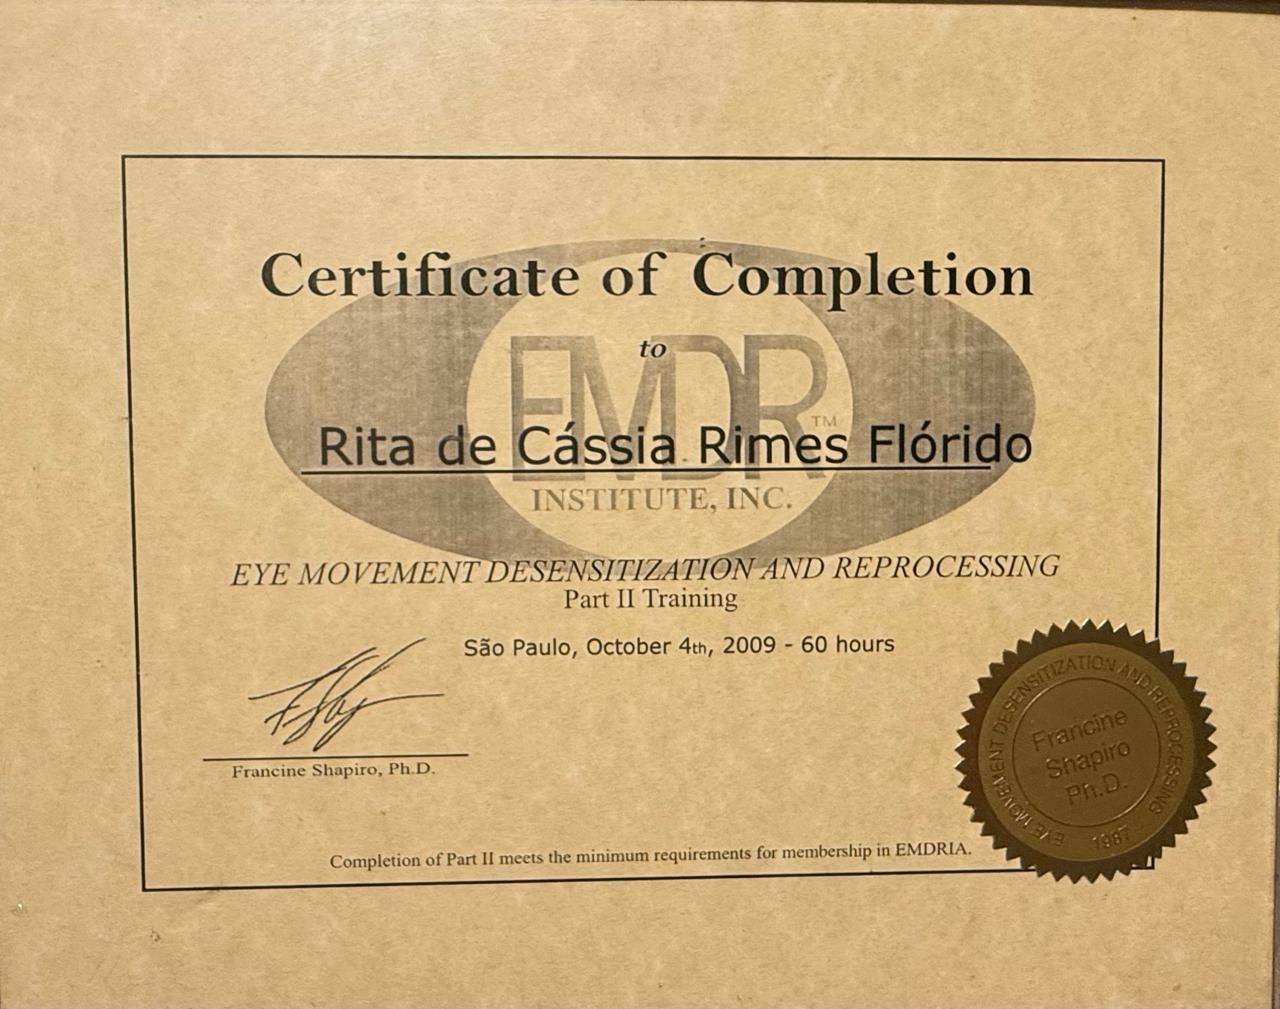 Certificate of Completion
to
EMDR™
Rita de Cássia Rimes Flórido
INSTITUTE, INC.
EYE MOVEMENT DESENSITIZATION AND REPROCESSING
Part II Training
São Paulo, October 4th, 2009 - 60 hours
Francine Shapiro, Ph.D.
EYE MOVEMENT DESENSITIZATION AND REPROCESSING
Francine
Shapiro
Ph.D.
1987
Completion of Part II meets the minimum requirements for membership in EMDRIA.